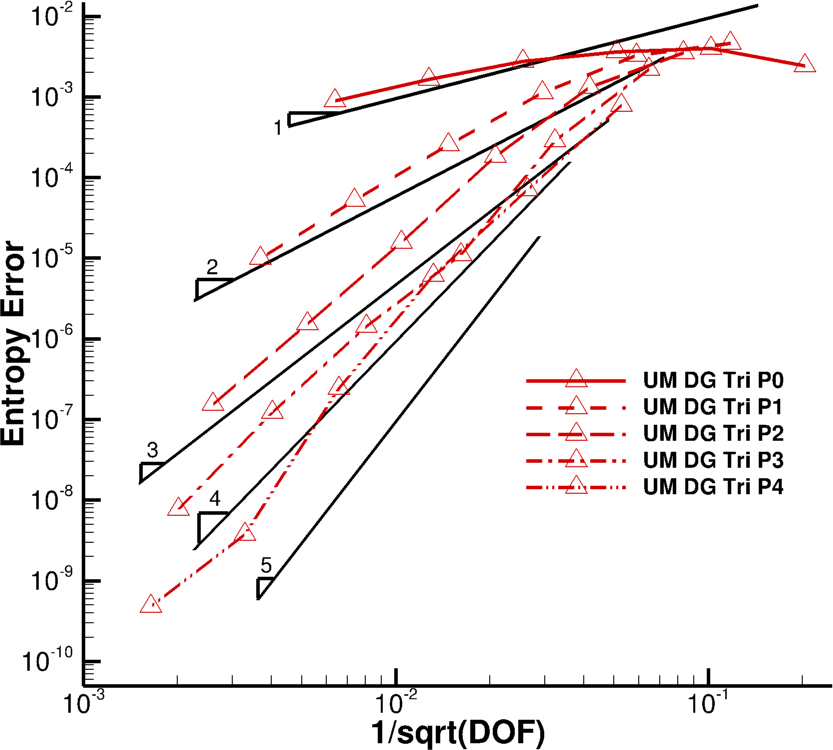 10-2
10-3
10-4
10-5
10-6
10-7
10-8
10-9
10-10
Entropy Error
1
2
3
4
5
UM DG Tri P0
UM DG Tri P1
UM DG Tri P2
UM DG Tri P3
UM DG Tri P4
10-3
10-2
10-1
1/sqrt(DOF)